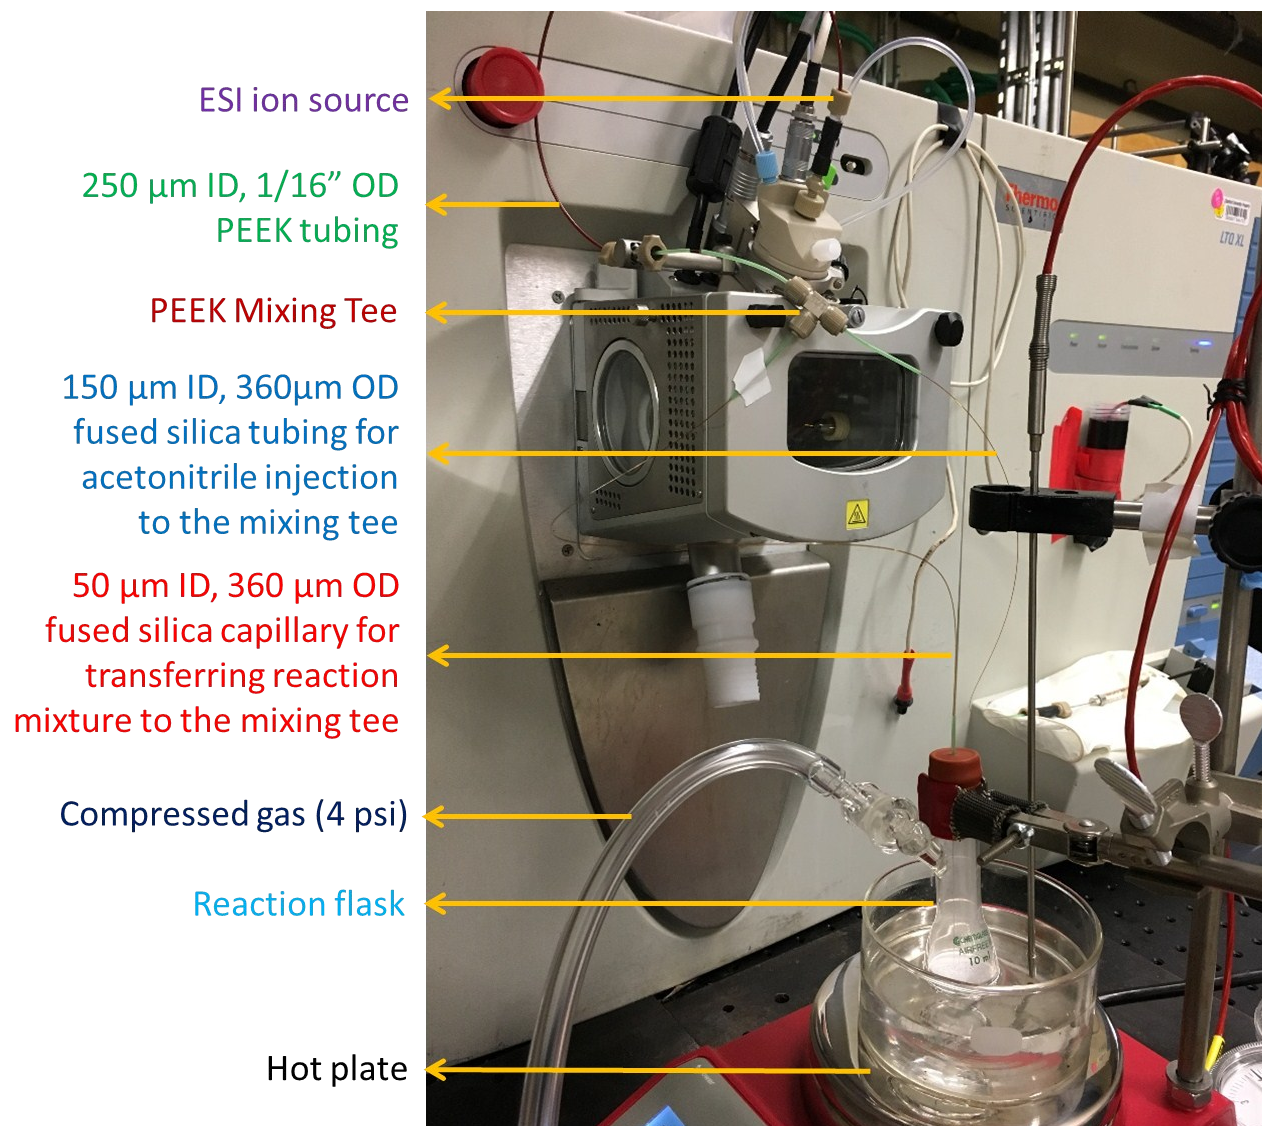 ESI ion source
250 µm ID, 1/16” OD
PEEK tubing
PEEK Mixing Tee
150 µm ID, 360µm OD
fused silica tubing for
acetonitrile injection
to the mixing tee
50 µm ID, 360 µm OD
fused silica capillary for
transferring reaction
mixture to the mixing tee
Compressed gas (4 psi)
Reaction flask
Hot plate
Thermo
SCIENTIFIC
LTQ XL
AIRFREE
10 ml